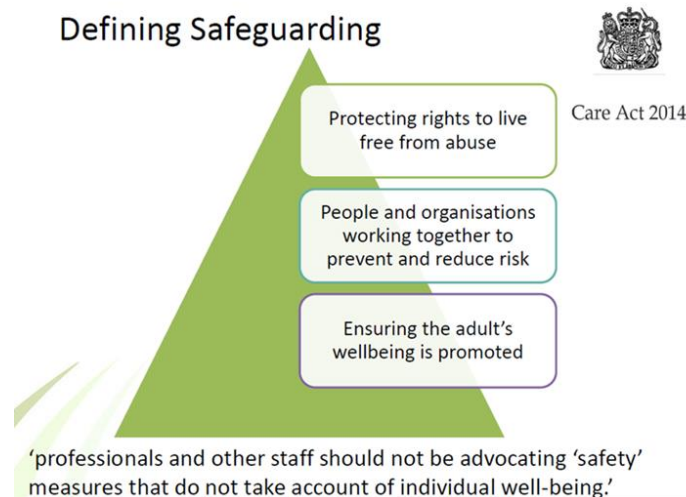 Defining Safeguarding
Care Act 2014
Protecting rights to live
free from abuse
People and organisations
working together to
prevent and reduce risk
Ensuring the adult's
wellbeing is promoted
‘professionals and other staff should not be advocating ‘safety’
measures that do not take account of individual well-being.’